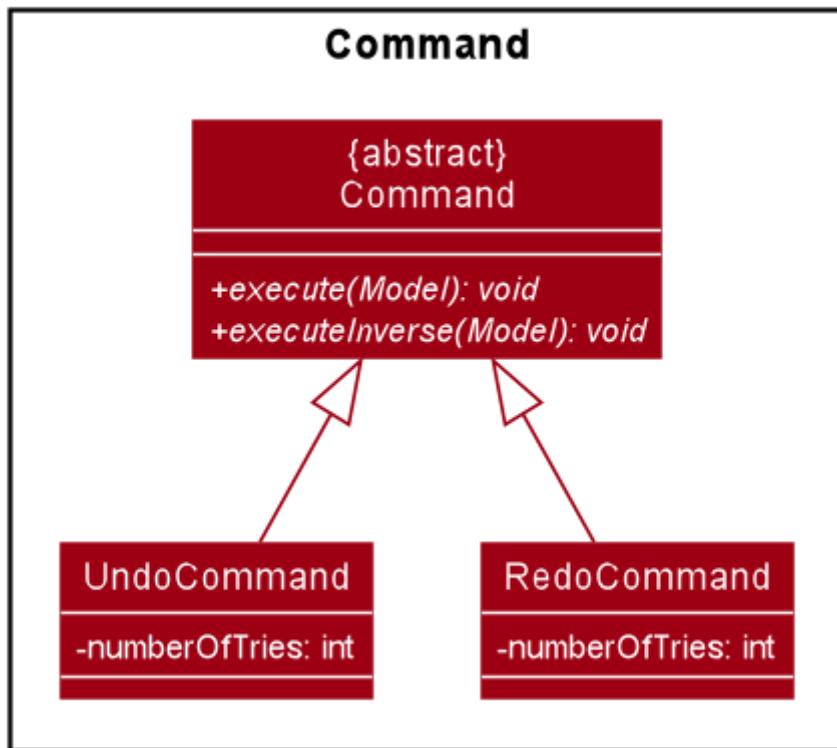 Command
{abstract}
Command
+execute(Model): void
+executeInverse(Model): void
UndoCommand
RedoCommand
-numberOfTries: int
-numberOfTries: int